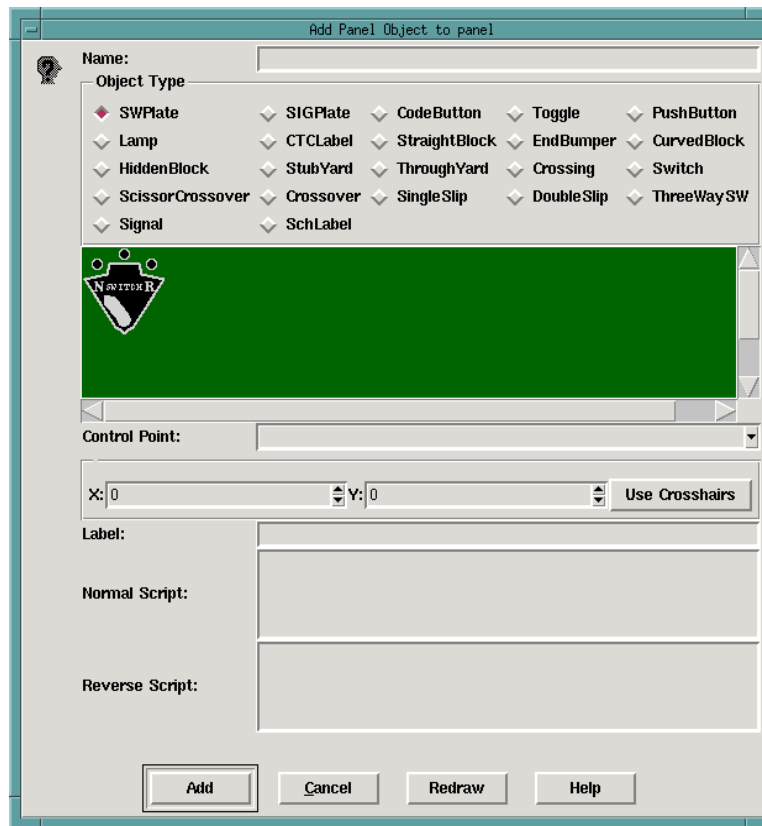 Add Panel Object to panel
Name:
Object Type
SWPlate SIGPlate CodeButton Toggle PushButton
Lamp CTCLabel StraightBlock EndBumper CurvedBlock
HiddenBlock StubYard ThroughYard Crossing Switch
ScissorCrossover Crossover SingleSlip DoubleSlip ThreeWaySW
Signal SchLabel
N SWITCH R
Control Point:
X: 0 Y: 0 Use Crosshairs
Label:
Normal Script:
Reverse Script:
Add Cancel Redraw Help